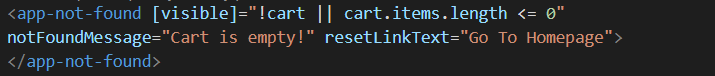 <app-not-found [visible]="!cart || cart.items.length <= 0"
notFoundMessage="Cart is empty!" resetLinkText="Go To Homepage">
</app-not-found>